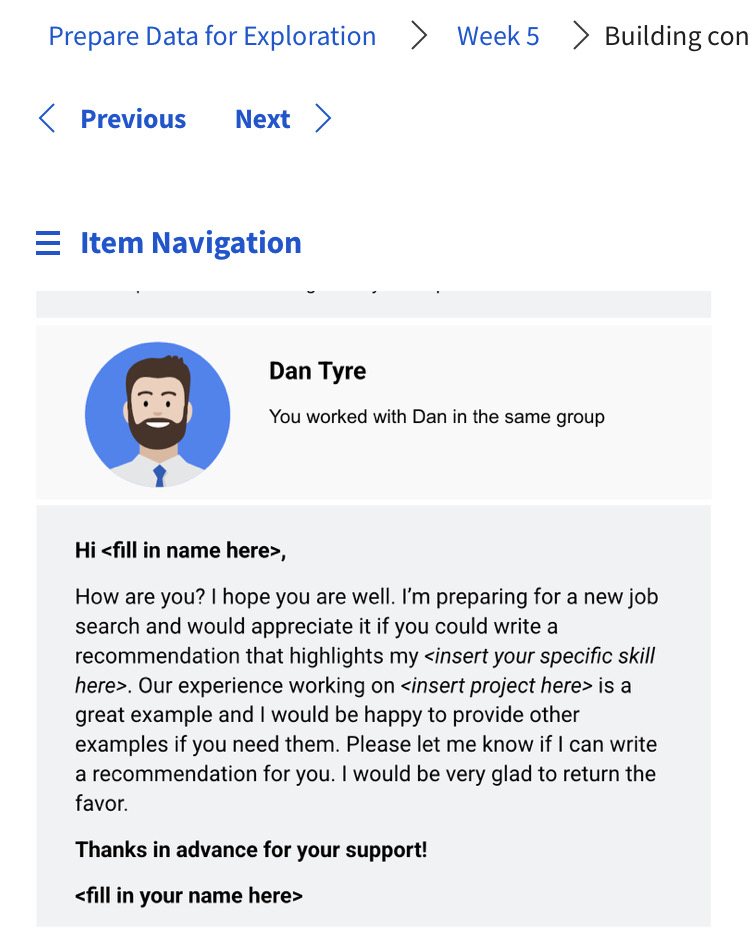 Prepare Data for Exploration > Week 5 > Building con
Previous Next
Item Navigation
Dan Tyre
You worked with Dan in the same group
Hi <fill in name here>,
How are you? I hope you are well. I’m preparing for a new job
search and would appreciate it if you could write a
recommendation that highlights my <insert your specific skill
here>. Our experience working on <insert project here> is a
great example and I would be happy to provide other
examples if you need them. Please let me know if I can write
a recommendation for you. I would be very glad to return the
favor.
Thanks in advance for your support!
<fill in your name here>